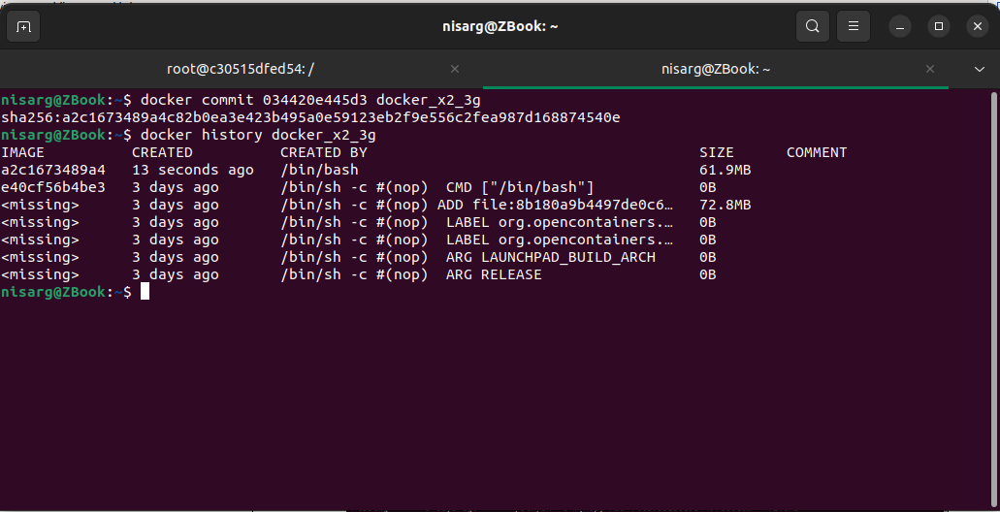 nisarg@ZBook: ~
root@c30515dfed54: /
nisarg@ZBook: ~
nisarg@ZBook:~$ docker commit 034420e445d3 docker_x2_3g
sha256:a2c1673489a4c82b0ea3e423b495a0e59123eb2f9e556c2fea987d168874540e
nisarg@ZBook:~$ docker history docker_x2_3g
IMAGE CREATED CREATED BY SIZE COMMENT
a2c1673489a4 13 seconds ago /bin/bash 61.9MB
e40cf56b4be3 3 days ago /bin/sh -c #(nop) CMD ["/bin/bash"] 0B
<missing> 3 days ago /bin/sh -c #(nop) ADD file:8b180a9b4497de0c6… 72.8MB
<missing> 3 days ago /bin/sh -c #(nop) LABEL org.opencontainers.… 0B
<missing> 3 days ago /bin/sh -c #(nop) LABEL org.opencontainers.… 0B
<missing> 3 days ago /bin/sh -c #(nop) ARG LAUNCHPAD_BUILD_ARCH 0B
<missing> 3 days ago /bin/sh -c #(nop) ARG RELEASE 0B
nisarg@ZBook:~$